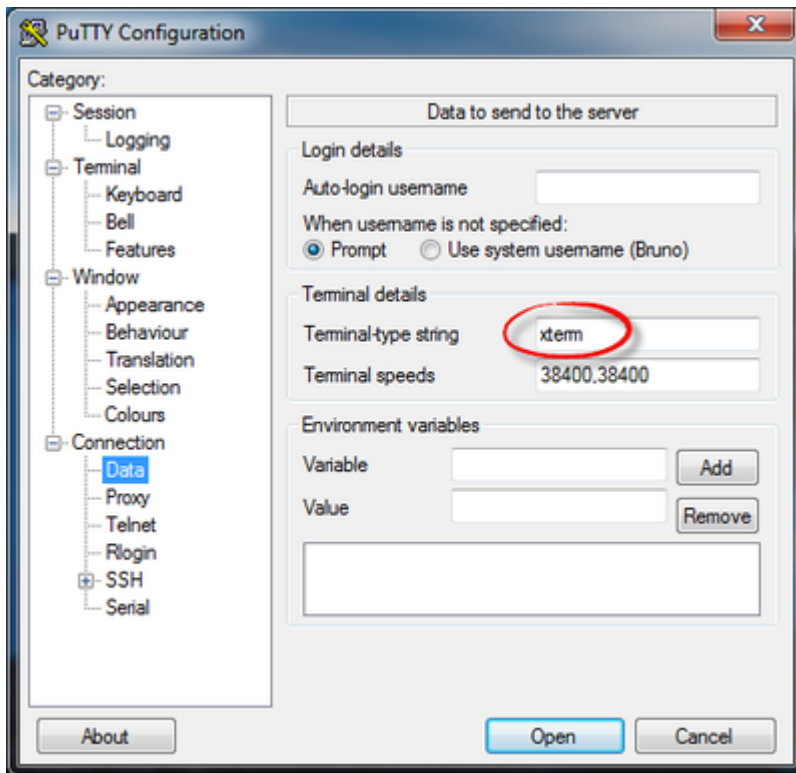 PuTTY Configuration
Category:
Session
Logging
Terminal
Keyboard
Bell
Features
Window
Appearance
Behaviour
Translation
Selection
Colours
Connection
Data
Proxy
Telnet
Rlogin
SSH
Serial
Data to send to the server
Login details
Auto-login username
When username is not specified:
Prompt Use system username (Bruno)
Terminal details
Terminal-type string xterm
Terminal speeds 38400,38400
Environment variables
Variable Add
Value Remove
About Open Cancel